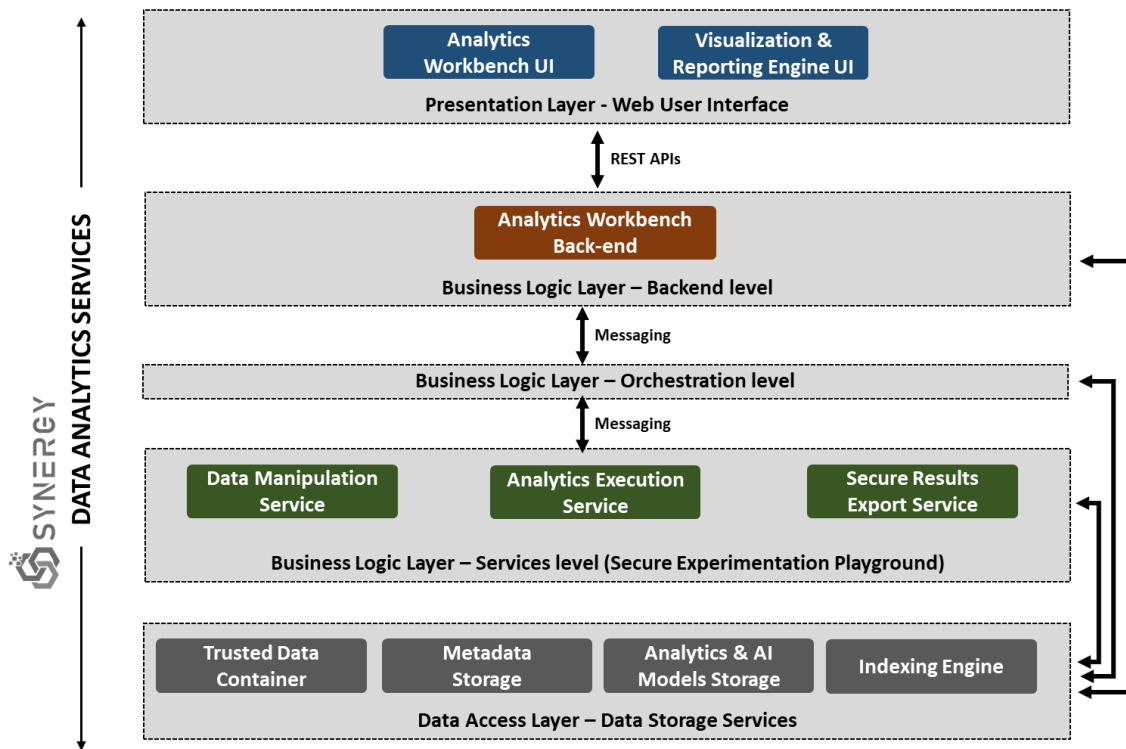 Analytics
Workbench UI
Visualization &
Reporting Engine UI
Presentation Layer - Web User Interface
REST APIs
Analytics Workbench
Back-end
Business Logic Layer – Backend level
Messaging
Business Logic Layer – Orchestration level
Messaging
Data Manipulation
Service
Analytics Execution
Service
Secure Results
Export Service
Business Logic Layer – Services level (Secure Experimentation Playground)
Trusted Data
Container
Metadata
Storage
Analytics & AI
Models Storage
Indexing Engine
Data Access Layer – Data Storage Services
SYNERGY
DATA ANALYTICS SERVICES